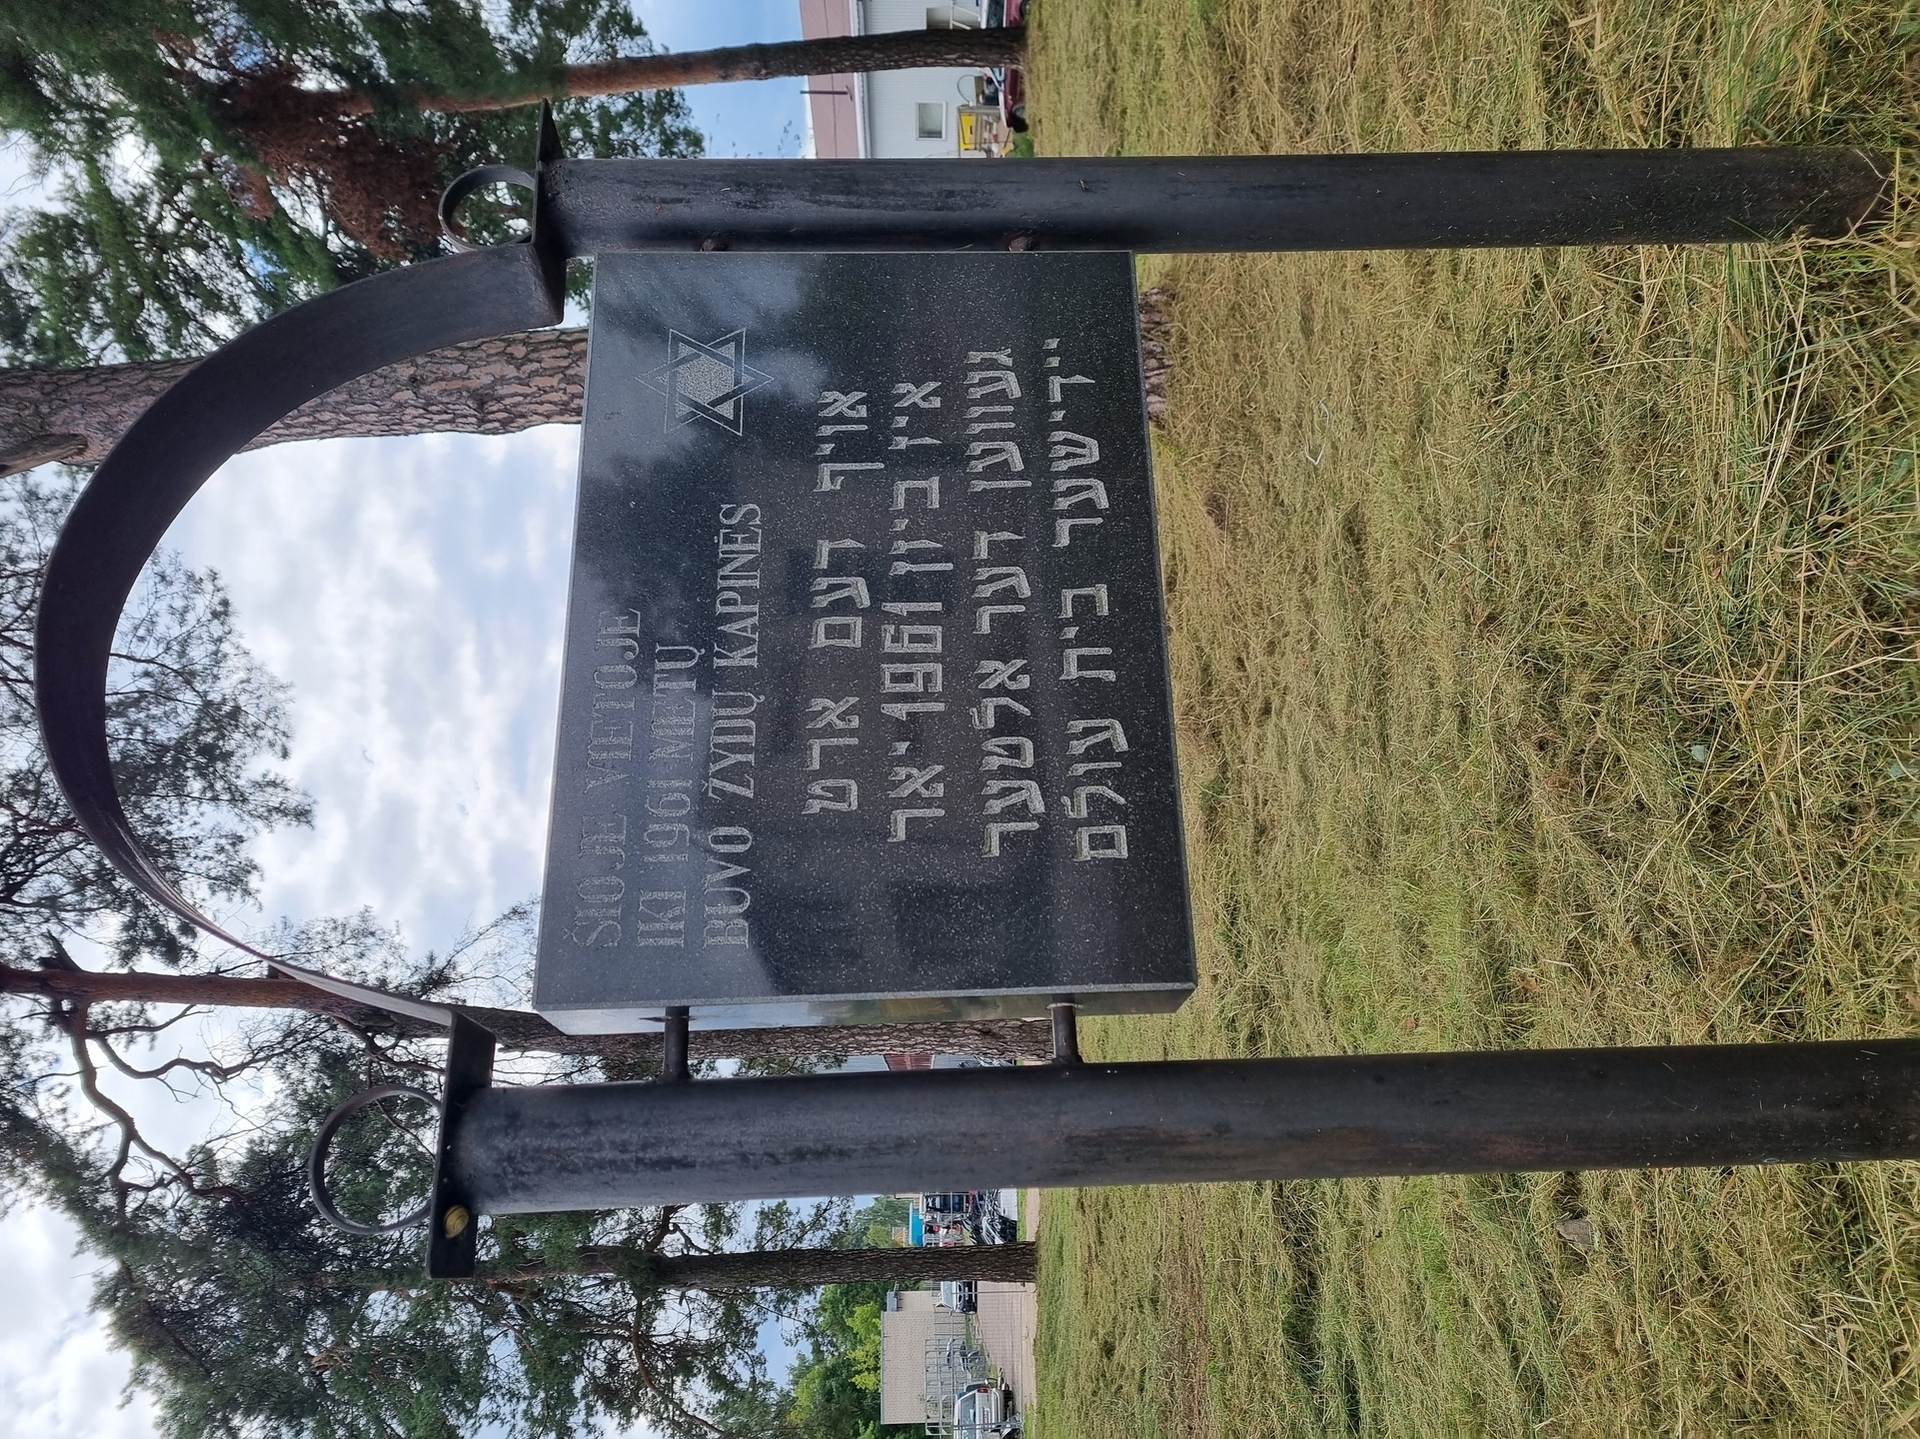 ŠIOJE VIETOJE
IKI 1961 METŲ
BUVO ŽYDŲ KAPINĖS
אויף דעם ארט
איז ביזן 1961 יאר
געווען דער אלטער
יידישער בית עולם